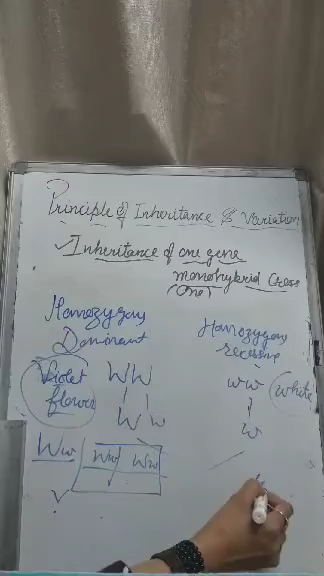 Principle of Inheritance & Variation
✓ Inheritance of one gene
monohybrid Cross
(One)
Homozygous
Dominant
Violet flower
WW
W W
Homozygous
recessive
ww
white
w
Ww
Ww Ww